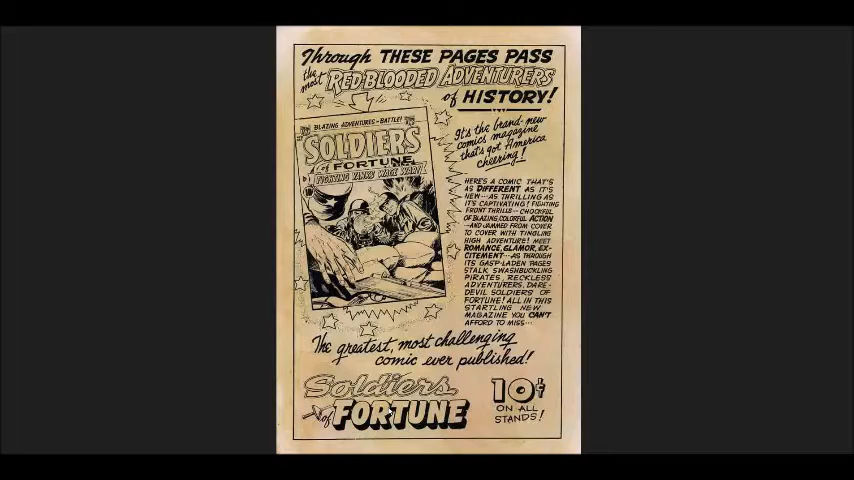 Through THESE PAGES PASS
the most RED-BLOODED ADVENTURERS
of HISTORY!
BLAZING ADVENTURES-BATTLE!
SOLDIERS
of FORTUNE
FIGHTING YANKS WAGE WAR!
It's the brand-new
comics magazine
that's got America
cheering!
HERE'S A COMIC THAT'S
AS DIFFERENT AS IT'S
NEW--AS THRILLING AS
IT'S CAPTIVATING! FIGHTING
FRONT THRILLS--CHOCKFUL
OF BLAZING, COLORFUL ACTION
--AND JAMMED FROM COVER
TO COVER WITH TINGLING
HIGH ADVENTURE! MEET
ROMANCE, GLAMOR, EX-
CITEMENT--AS THROUGH
ITS GASP-LADEN PAGES
STALK SWASHBUCKLING
PIRATES, RECKLESS
ADVENTURERS, DARE-
DEVIL SOLDIERS OF
FORTUNE! ALL IN THIS
STARTLING NEW
MAGAZINE YOU CAN'T
AFFORD TO MISS...
The greatest, most challenging
comic ever published!
Soldiers
of FORTUNE
10¢
ON ALL
STANDS!